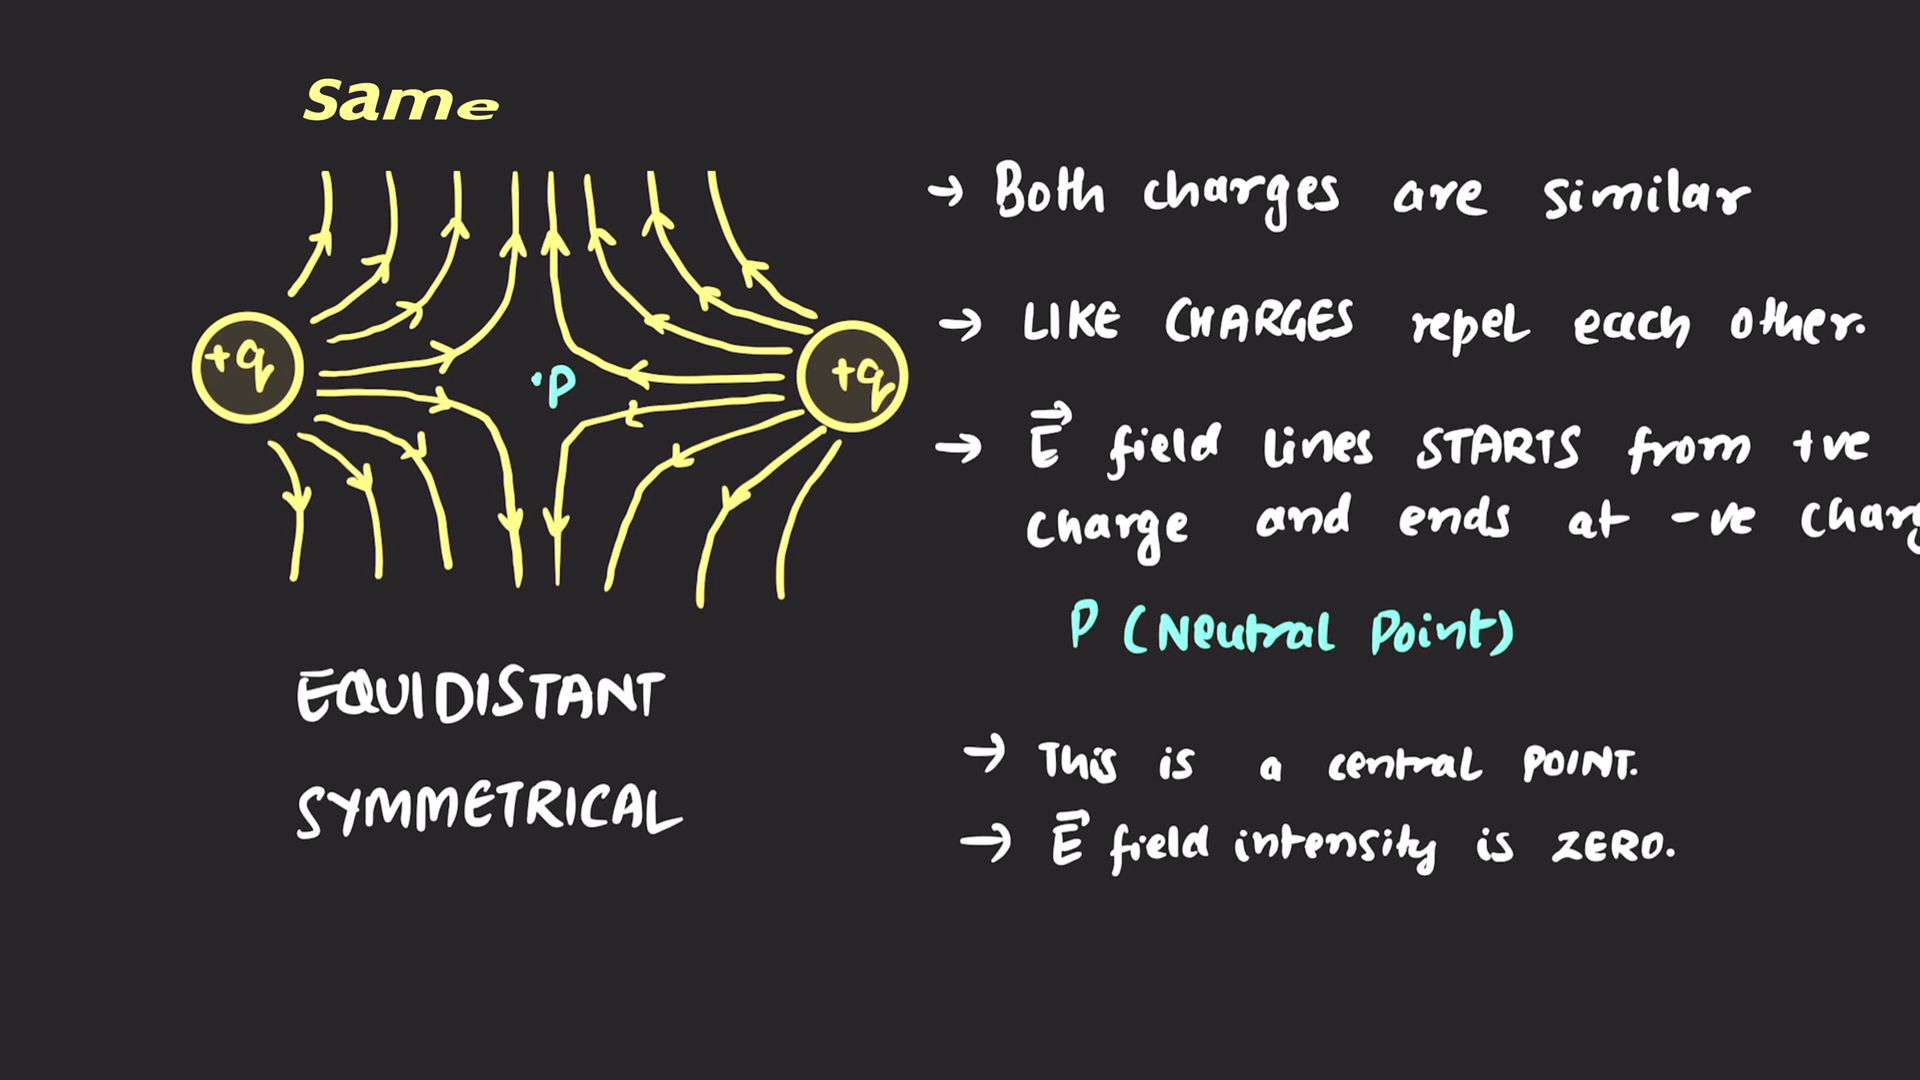 Same
+q
+q
.P
EQUIDISTANT
SYMMETRICAL
→ Both charges are similar
→ LIKE CHARGES repel each other.
→ E⃗ field lines STARTS from +ve
charge and ends at -ve
P (Neutral Point)
→ This is a central POINT.
→ E⃗ field intensity is ZERO.